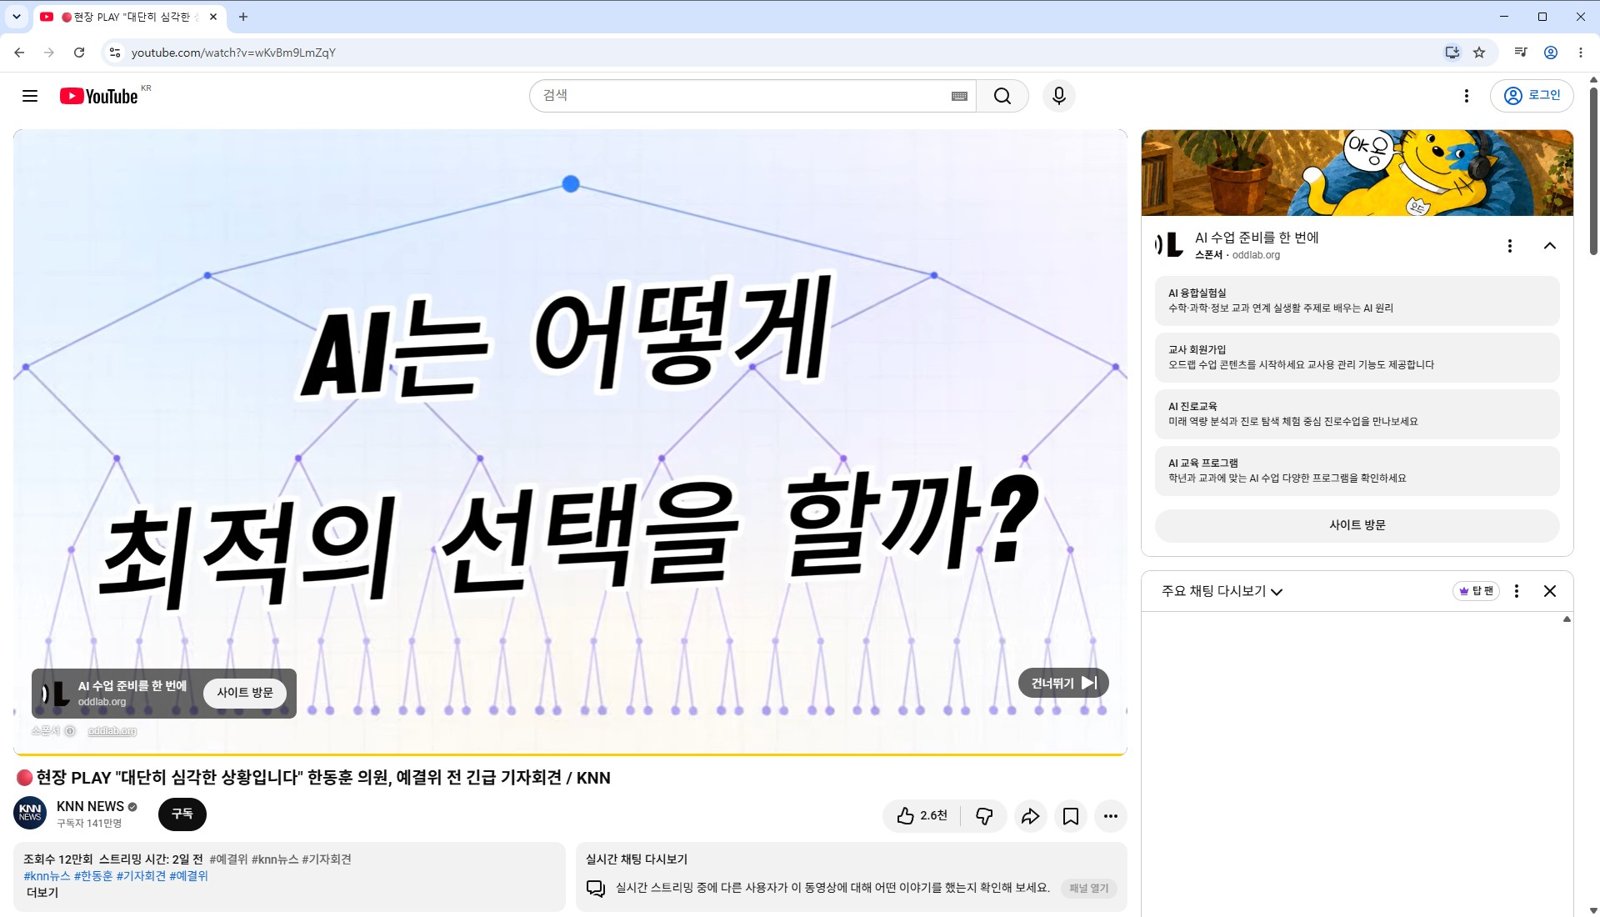 🔴현장 PLAY "대단히 심각한 상
youtube.com/watch?v=wKvBm9LmZqY
YouTube KR
검색
로그인
AI는 어떻게
최적의 선택을 할까?
AI 수업 준비를 한 번에
oddlab.org
사이트 방문
건너뛰기
스폰서
oddlab.org
야옹
오드
AI 수업 준비를 한 번에
스폰서 · oddlab.org
AI 융합실험실
수학·과학·정보 교과 연계 실생활 주제로 배우는 AI 원리
교사 회원가입
오드랩 수업 콘텐츠를 시작하세요 교사용 관리 기능도 제공합니다
AI 진로교육
미래 역량 분석과 진로 탐색 체험 중심 진로수업을 만나보세요
AI 교육 프로그램
학년과 교과에 맞는 AI 수업 다양한 프로그램을 확인하세요
사이트 방문
주요 채팅 다시보기
탑 팬
🔴현장 PLAY "대단히 심각한 상황입니다" 한동훈 의원, 예결위 전 긴급 기자회견 / KNN
KNN NEWS
KNN NEWS
구독자 141만명
구독
2.6천
조회수 12만회 스트리밍 시간: 2일 전 #예결위 #knn뉴스 #기자회견
#knn뉴스 #한동훈 #기자회견 #예결위
더보기
실시간 채팅 다시보기
실시간 스트리밍 중에 다른 사용자가 이 동영상에 대해 어떤 이야기를 했는지 확인해 보세요.
패널 열기